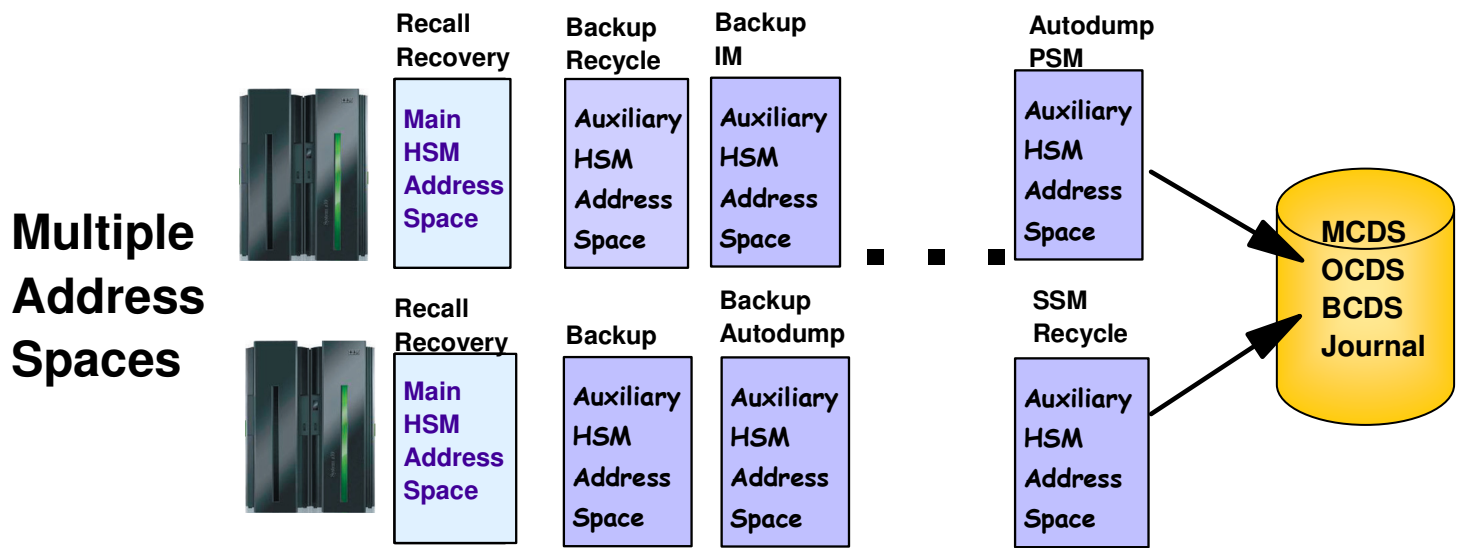 Multiple
Address
Spaces
Recall
Recovery
Main
HSM
Address
Space
Backup
Recycle
Auxiliary
HSM
Address
Space
Backup
IM
Auxiliary
HSM
Address
Space
Autodump
PSM
Auxiliary
HSM
Address
Space
Recall
Recovery
Main
HSM
Address
Space
Backup
Auxiliary
HSM
Address
Space
Backup
Autodump
Auxiliary
HSM
Address
Space
SSM
Recycle
Auxiliary
HSM
Address
Space
MCDS
OCDS
BCDS
Journal